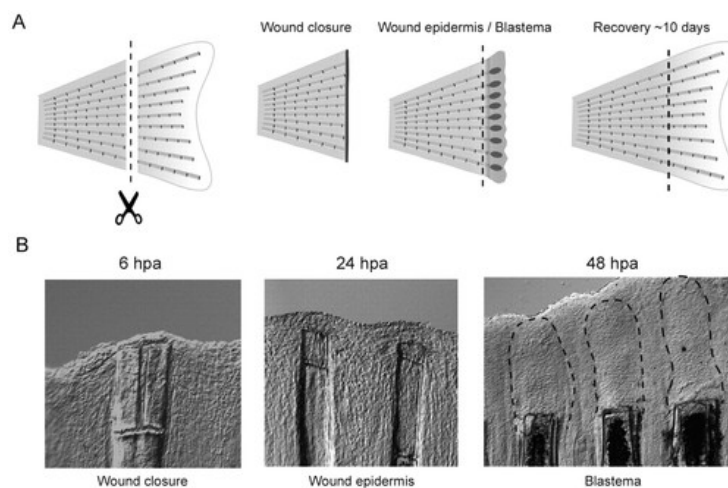 A
Wound closure
Wound epidermis / Blastema
Recovery ~10 days
B
6 hpa
24 hpa
48 hpa
Wound closure
Wound epidermis
Blastema